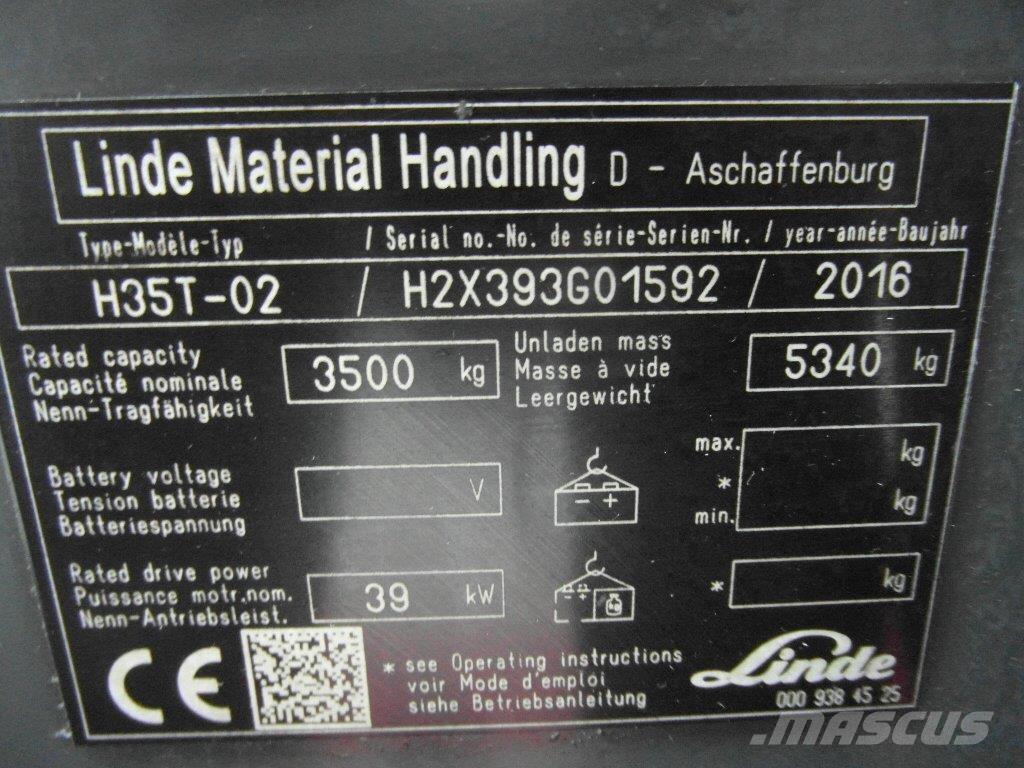 Linde Material Handling D - Aschaffenburg
Type-Modèle-Typ / Serial no.-No. de série-Serien-Nr. / year-année-Baujahr
H35T-02 / H2X393G01592 / 2016
Rated capacity
Capacité nominale
Nenn-Tragfähigkeit
3500 kg
Unladen mass
Masse à vide
Leergewicht
5340 kg
Battery voltage
Tension batterie
Batteriespannung
V
- +
max. kg
*
min. kg
Rated drive power
Puissance motr.nom.
Nenn-Antriebsleist.
39 kW
- + kg
* kg
CE
* see Operating instructions
voir Mode d'emploi
siehe Betriebsanleitung
Linde
000 938 45 25
MASCUS